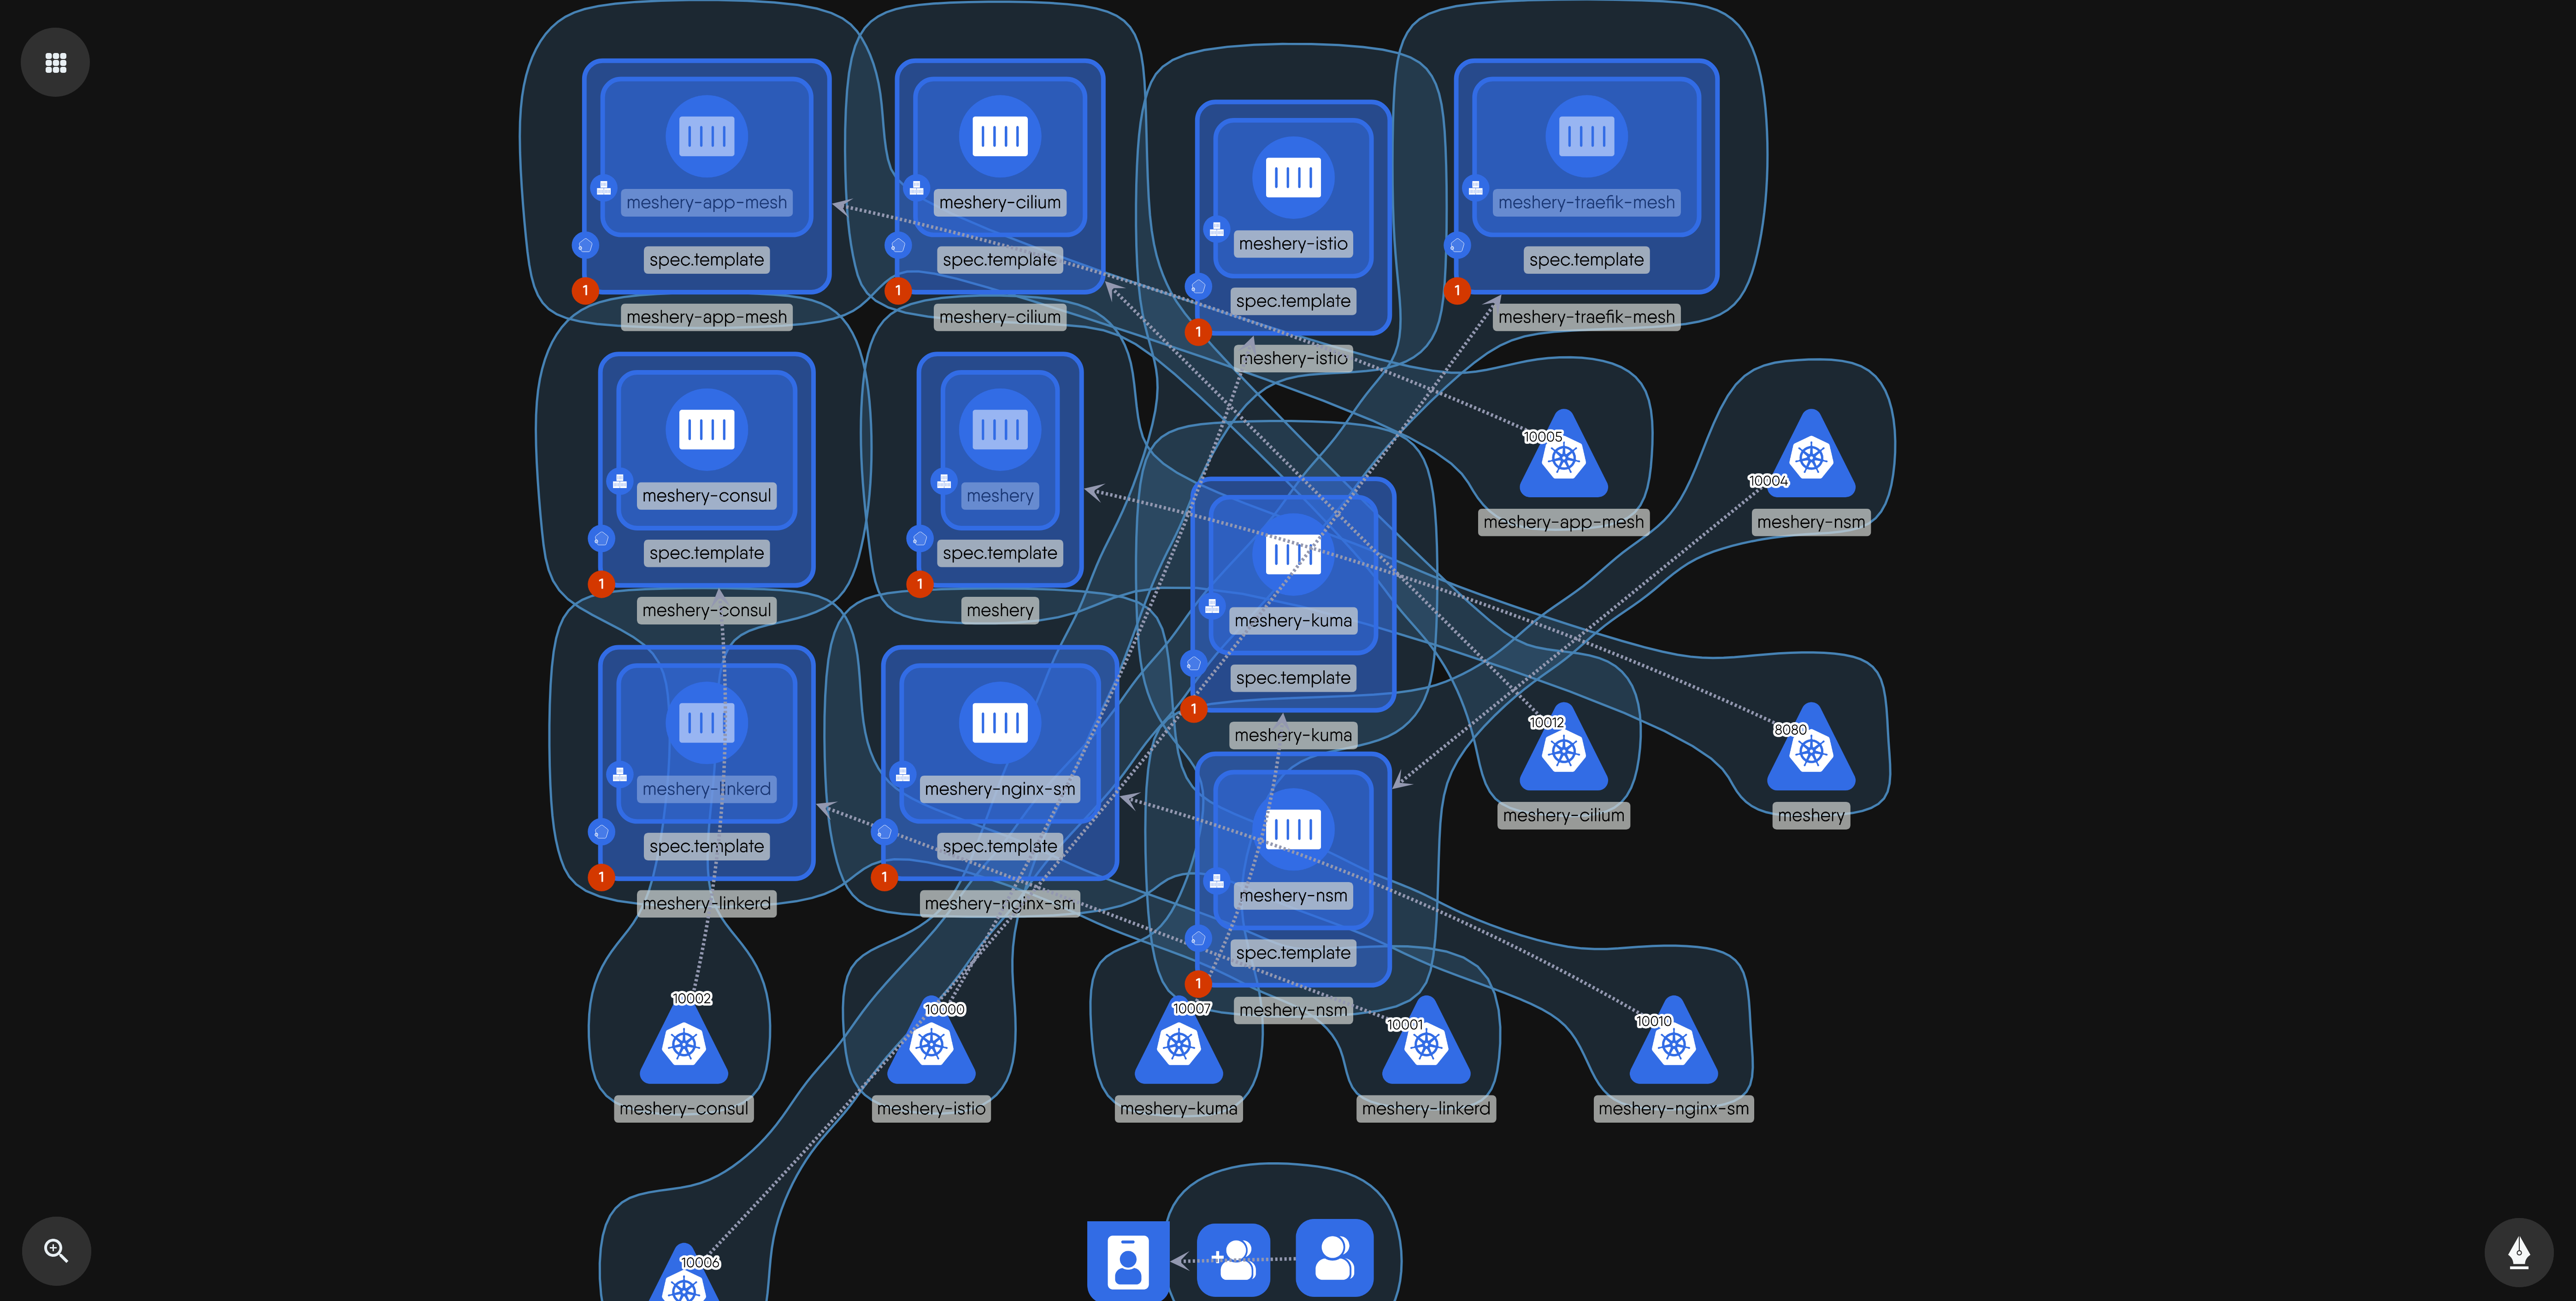 meshery-app-mesh
spec.template
1
meshery-app-mesh
meshery-cilium
spec.template
1
meshery-cilium
meshery-istio
spec.template
1
meshery-istio
meshery-traefik-mesh
spec.template
1
meshery-traefik-mesh
meshery-consul
spec.template
1
meshery-consul
meshery
spec.template
1
meshery
meshery-kuma
spec.template
1
meshery-kuma
10005
meshery-app-mesh
10004
meshery-nsm
meshery-linkerd
spec.template
1
meshery-linkerd
meshery-nginx-sm
spec.template
1
meshery-nginx-sm
meshery-nsm
spec.template
1
meshery-nsm
10012
meshery-cilium
8080
meshery
10002
meshery-consul
10000
meshery-istio
10007
meshery-kuma
10001
meshery-linkerd
10010
meshery-nginx-sm
10006